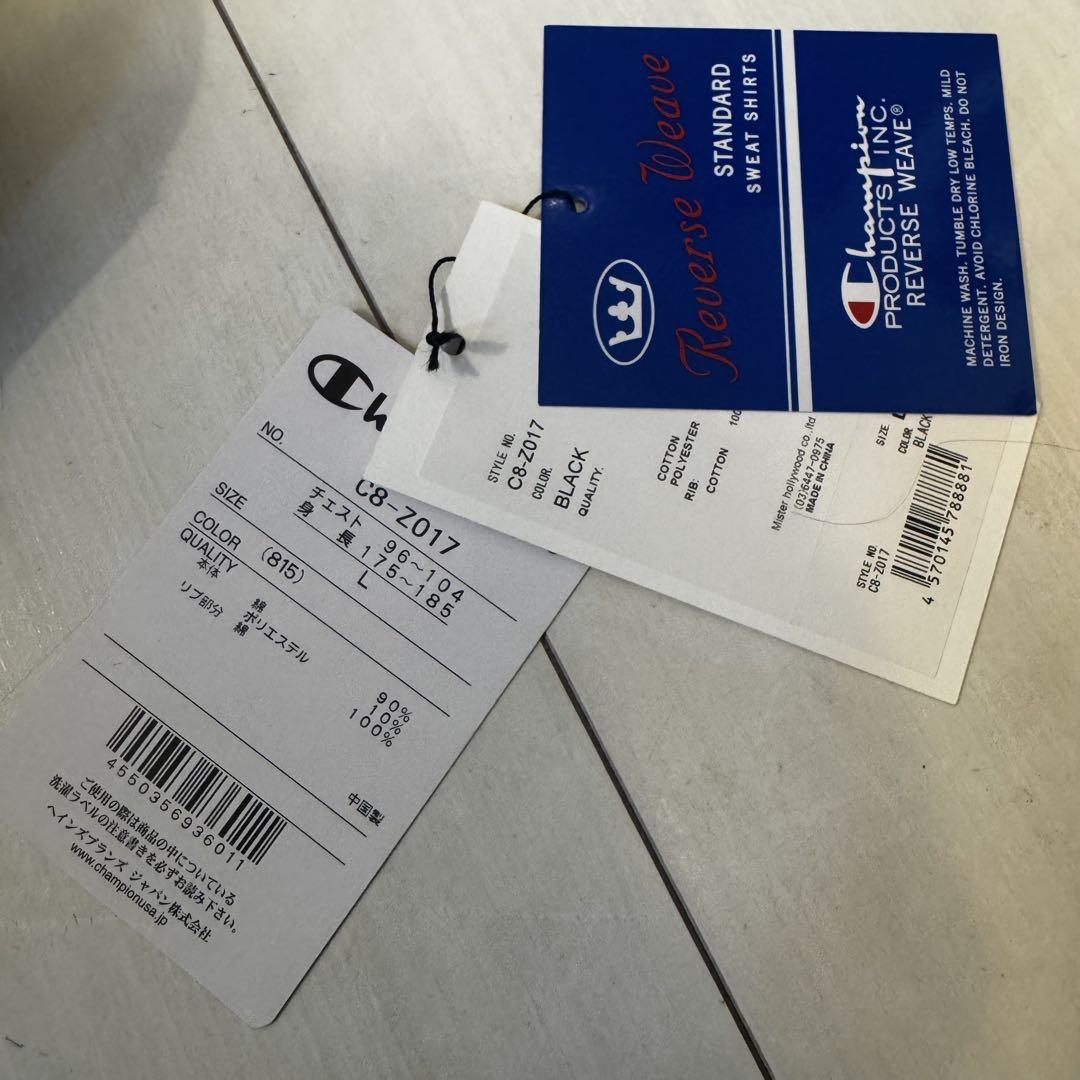 Reverse Weave
STANDARD
SWEAT SHIRTS
Champion
PRODUCTS INC.
REVERSE WEAVE®
MACHINE WASH. TUMBLE DRY LOW TEMPS. MILD
DETERGENT. AVOID CHLORINE BLEACH. DO NOT
IRON DESIGN.
STYLE NO.
C8-Z017
COLOR.
BLACK
QUALITY.
COTTON
POLYESTER
RIB:
COTTON
100
Mister hollywood co.,ltd
(03)6447-0975
MADE IN CHINA
SIZE
COLOR BLACK
STYLE NO
C8-Z017
4 570145 788881
NO.
C8-Z017
SIZE
チェスト 96～104
身 長 175～185
L
COLOR (815)
QUALITY
本体 綿 90%
ポリエステル 10%
リブ部分 綿 100%
中国製
4550356936011
ご使用の際は商品の中についている
洗濯ラベルの注意書きを必ずお読み下さい。
ヘインズブランズ ジャパン株式会社
www.championusa.jp